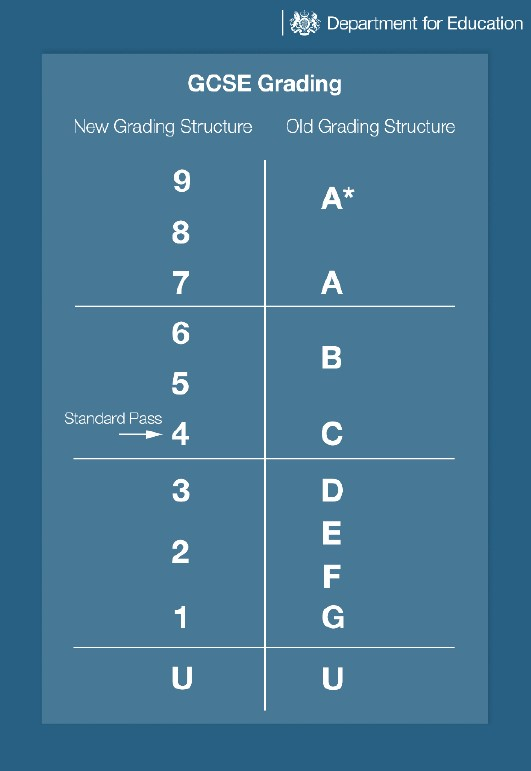 Department for Education
GCSE Grading
New Grading Structure Old Grading Structure
9
A*
8
7 A
6
B
5
Standard Pass
4 C
3 D
E
2
F
1 G
U U